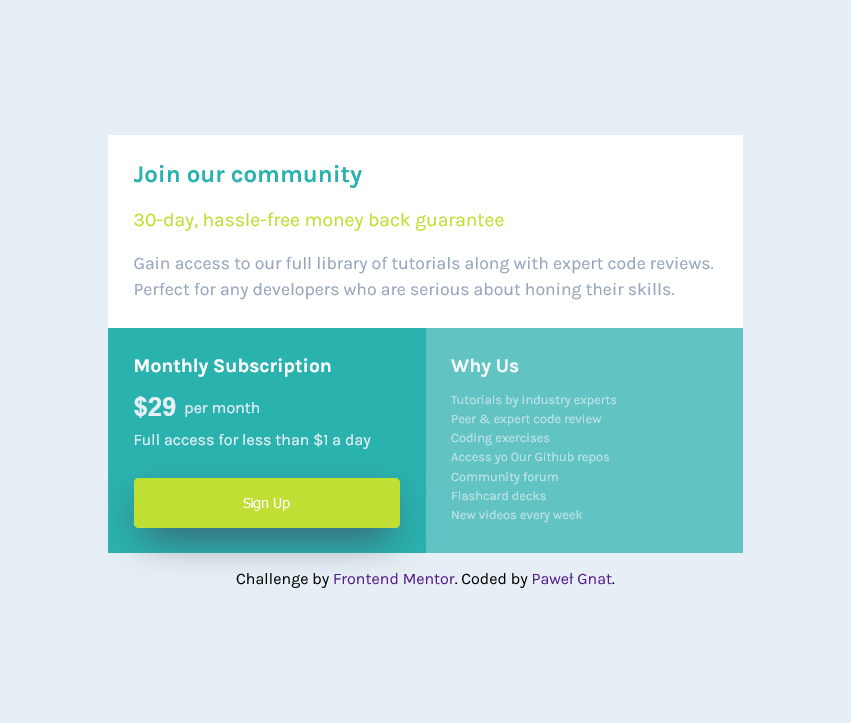 Join our community
30-day, hassle-free money back guarantee
Gain access to our full library of tutorials along with expert code reviews.
Perfect for any developers who are serious about honing their skills.
Monthly Subscription
$29 per month
Full access for less than $1 a day
Sign Up
Why Us
Tutorials by industry experts
Peer & expert code review
Coding exercises
Access yo Our Github repos
Community forum
Flashcard decks
New videos every week
Challenge by Frontend Mentor. Coded by Paweł Gnat.